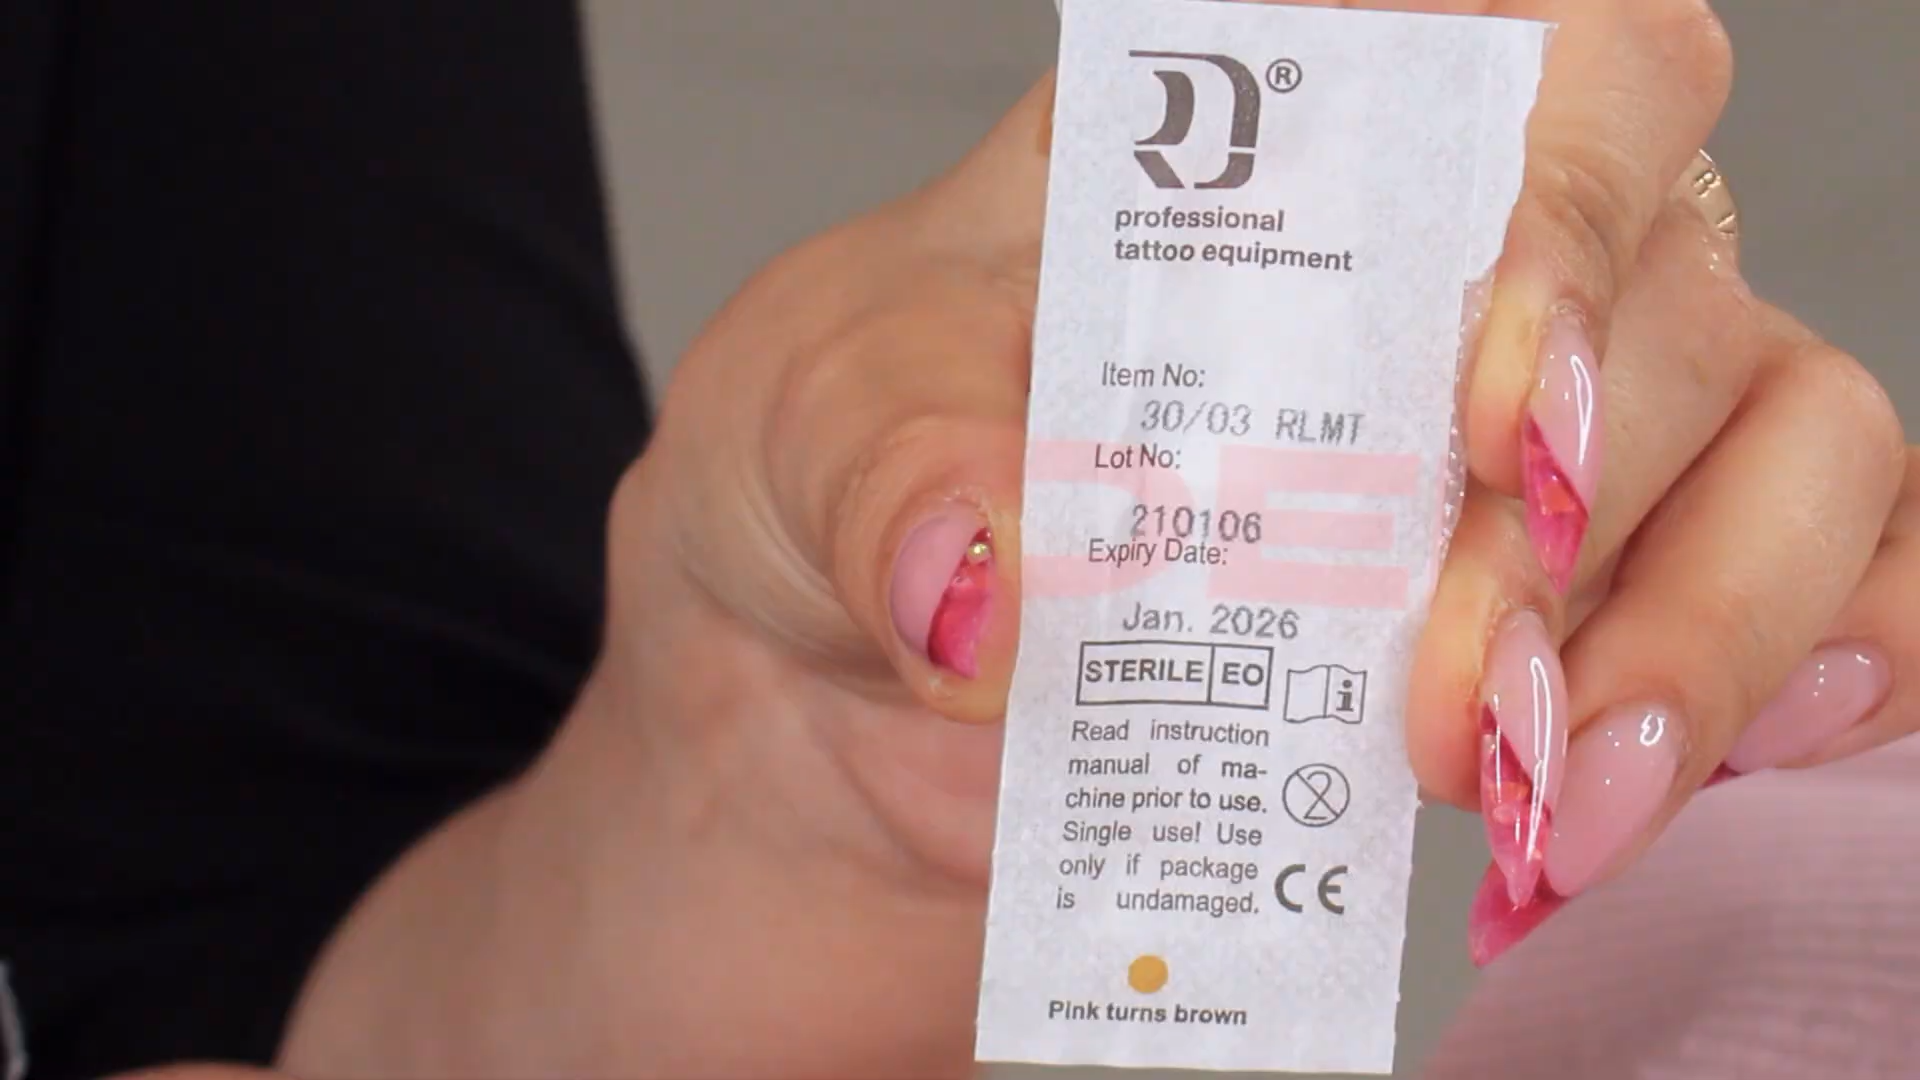 RJ®
professional
tattoo equipment
Item No:
30/03 RLMT
Lot No:
210106
Expiry Date:
Jan. 2026
STERILE EO
Read instruction
manual of ma-
chine prior to use.
Single use! Use
only if package
is undamaged.
2
CE
Pink turns brown